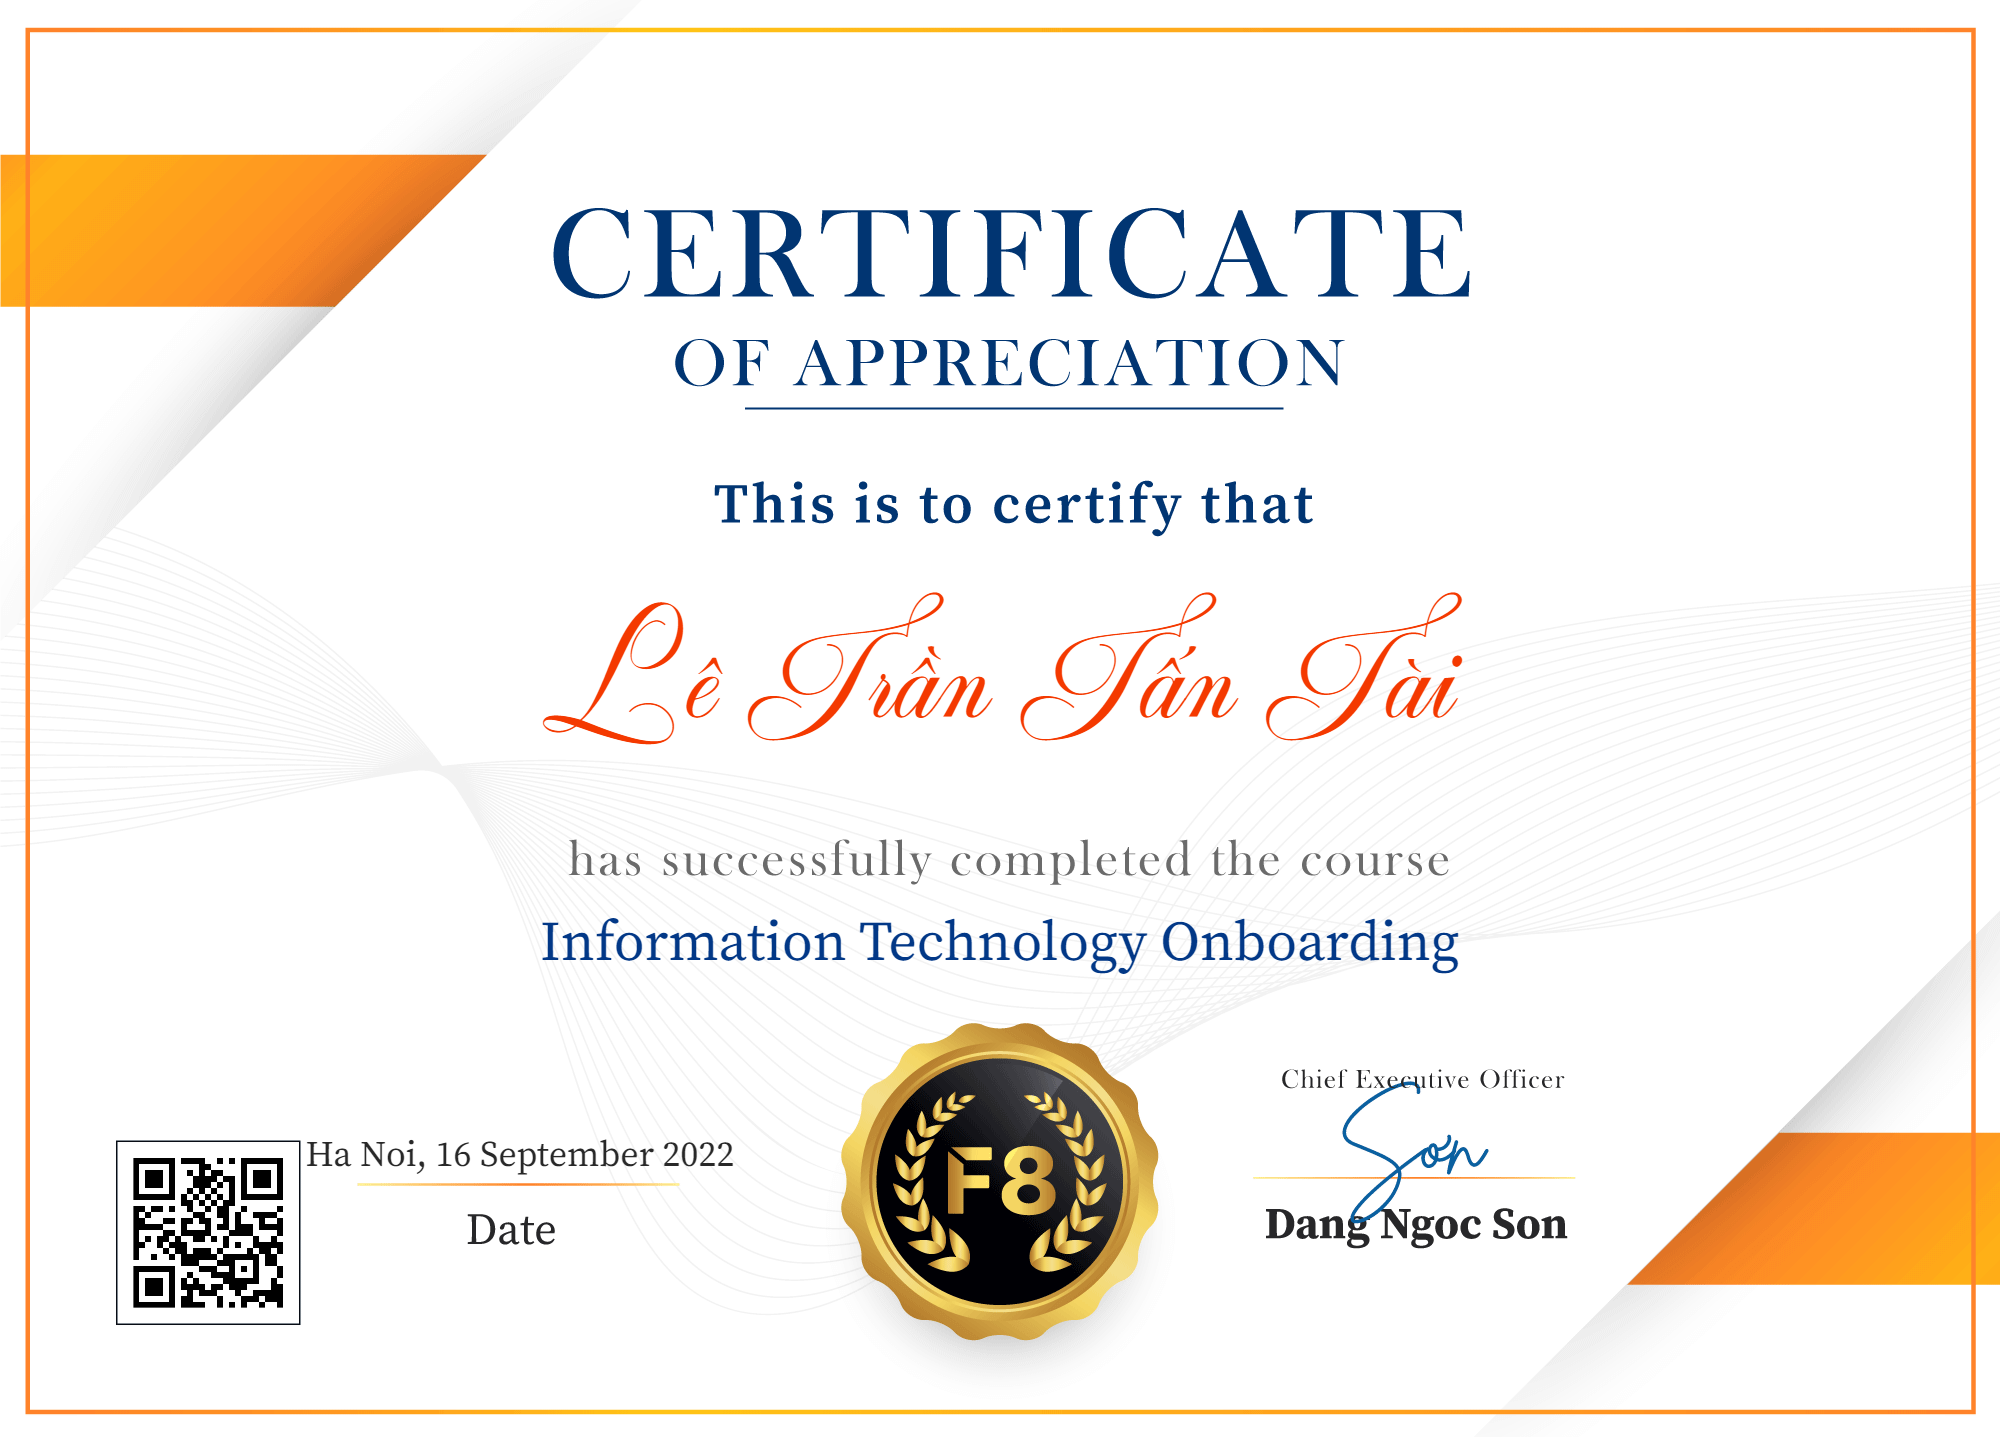 CERTIFICATE
OF APPRECIATION
This is to certify that
Lê Trần Tấn Tài
has successfully completed the course
Information Technology Onboarding
Ha Noi, 16 September 2022
Date
F8
Chief Executive Officer
Sơn
Dang Ngoc Son